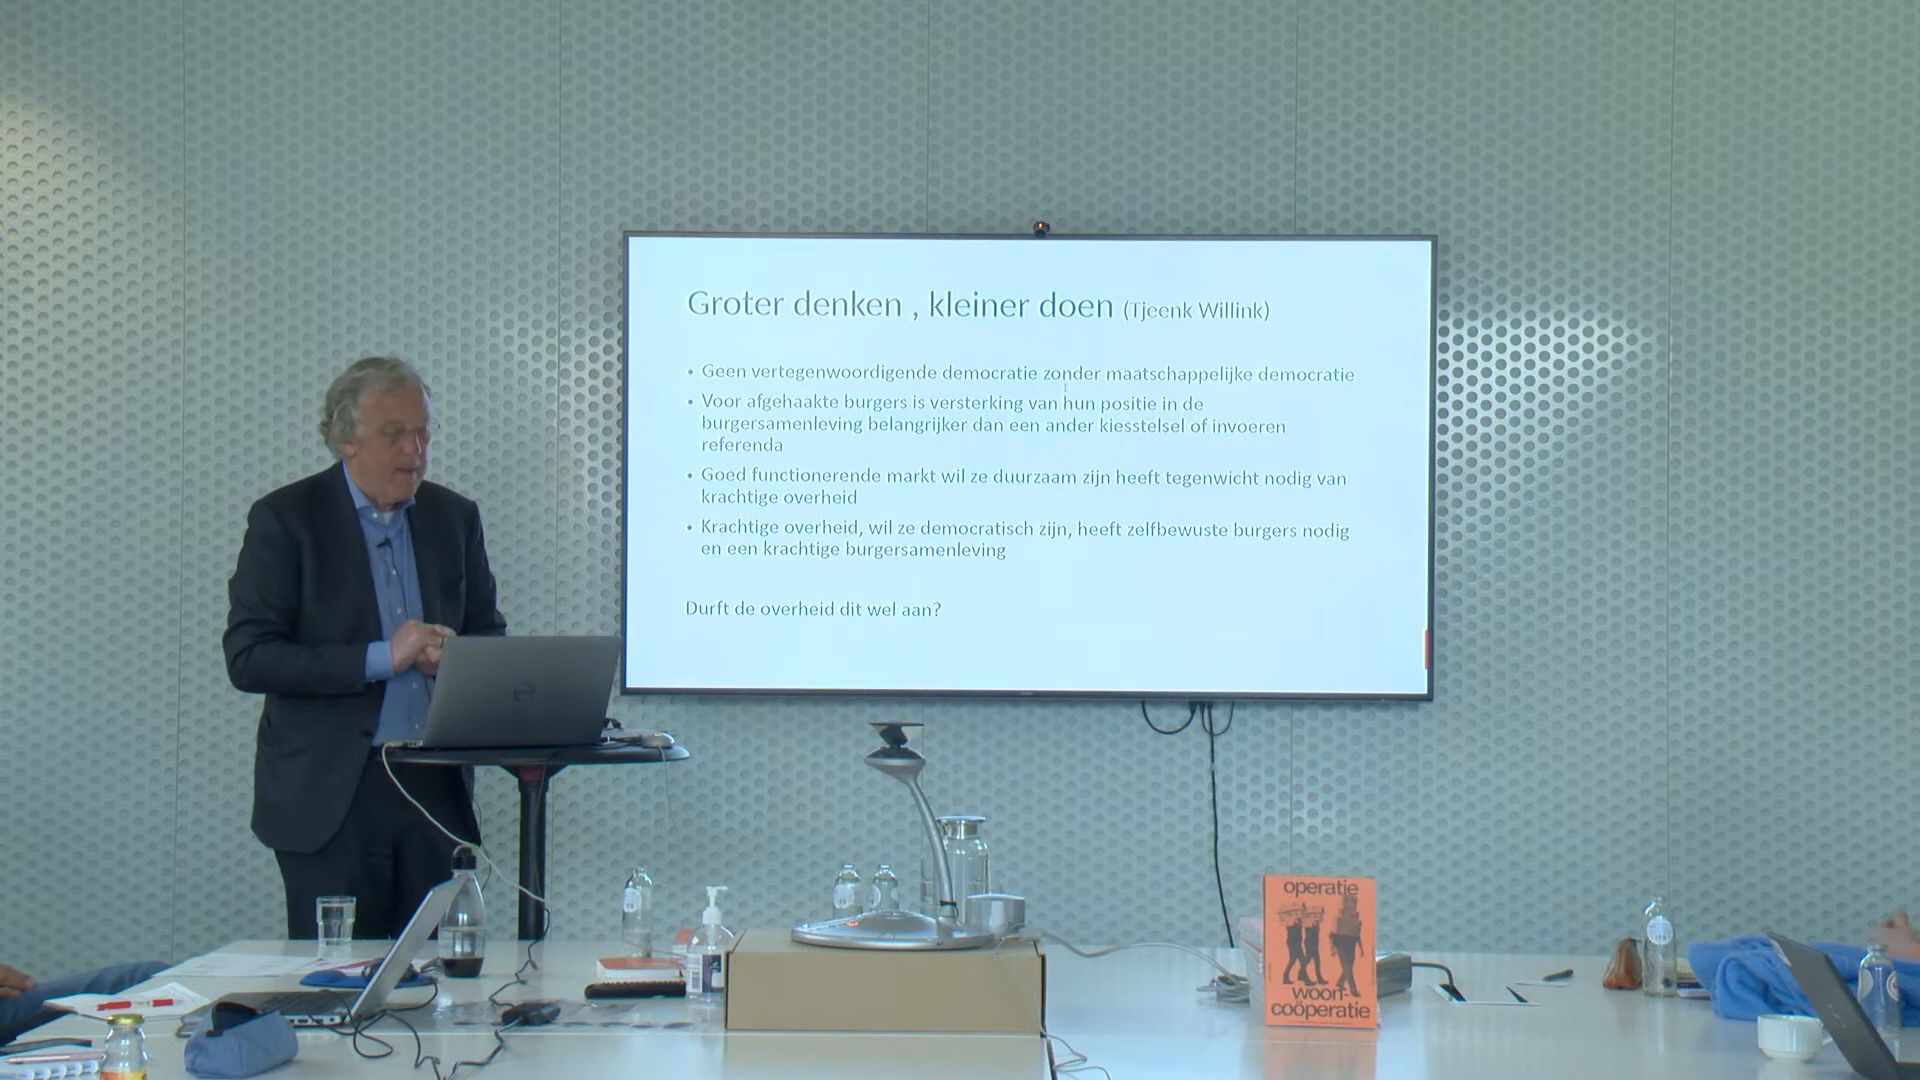 Groter denken , kleiner doen (Tjeenk Willink)
• Geen vertegenwoordigende democratie zonder maatschappelijke democratie
• Voor afgehaakte burgers is versterking van hun positie in de
burgersamenleving belangrijker dan een ander kiesstelsel of invoeren
referenda
• Goed functionerende markt wil ze duurzaam zijn heeft tegenwicht nodig van
krachtige overheid
• Krachtige overheid, wil ze democratisch zijn, heeft zelfbewuste burgers nodig
en een krachtige burgersamenleving
Durft de overheid dit wel aan?
operatie
woon-
coöperatie